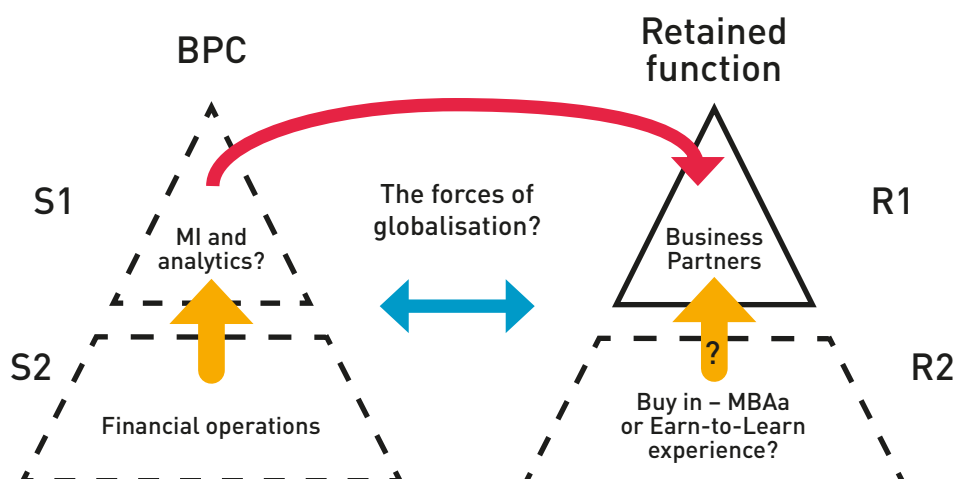 BPC
Retained
function
S1
The forces of
globalisation?
R1
MI and
analytics?
Business
Partners
S2
?
R2
Financial operations
Buy in – MBAa
or Earn-to-Learn
experience?